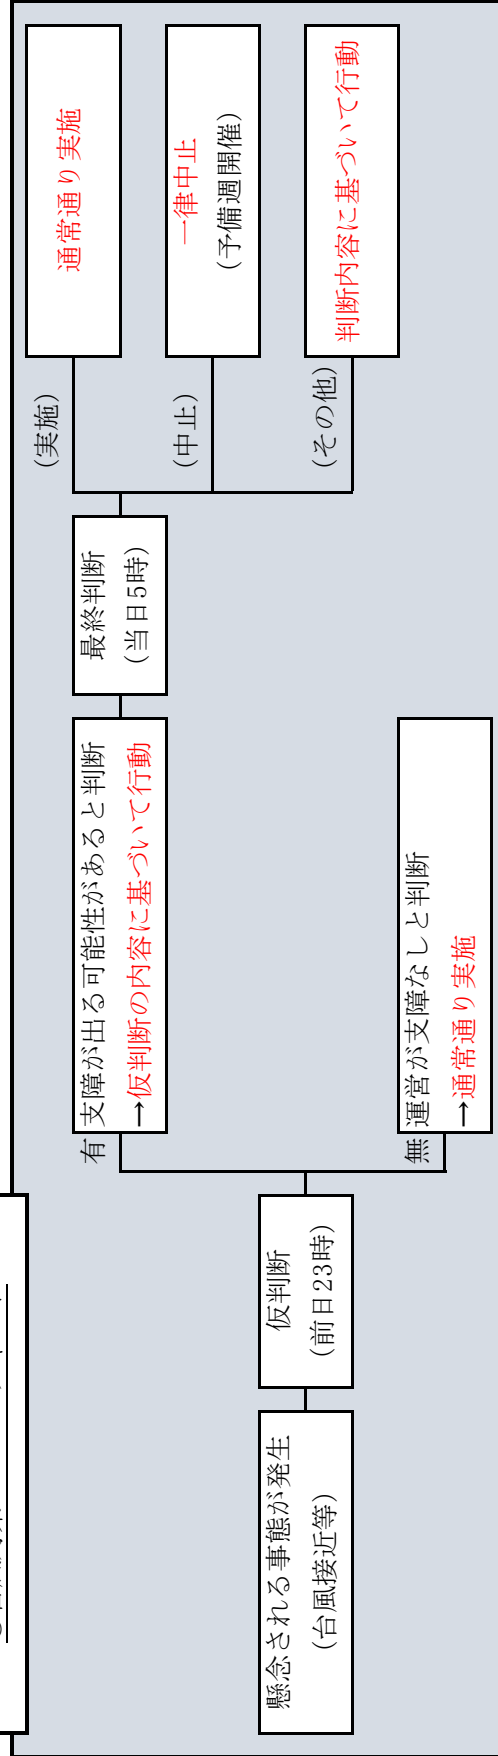 懸念される事態が発生
(台風接近等)
仮判断
(前日23時)
有
支障が出る可能性があると判断
→仮判断の内容に基づいて行動
無
運営が支障なしと判断
→通常通り実施
最終判断
(当日5時)
(実施)
通常通り実施
(中止)
一律中止
(予備週開催)
(その他)
判断内容に基づいて行動